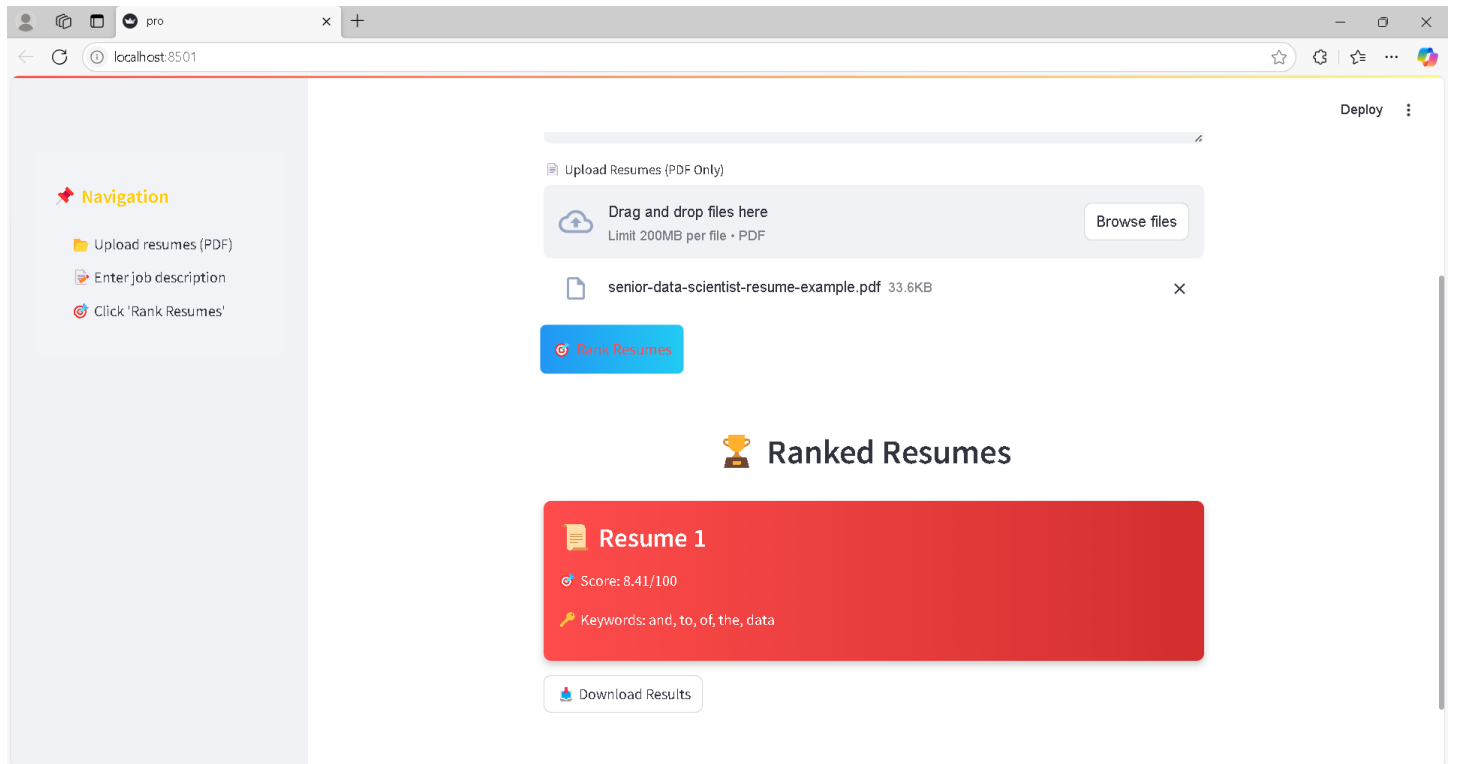 pro
localhost:8501
Deploy
📌 Navigation
📂 Upload resumes (PDF)
📝 Enter job description
🎯 Click 'Rank Resumes'
📄 Upload Resumes (PDF Only)
Drag and drop files here
Limit 200MB per file • PDF
Browse files
senior-data-scientist-resume-example.pdf 33.6KB
🎯 Rank Resumes
🏆 Ranked Resumes
📜 Resume 1
🎯 Score: 8.41/100
🔑 Keywords: and, to, of, the, data
📥 Download Results